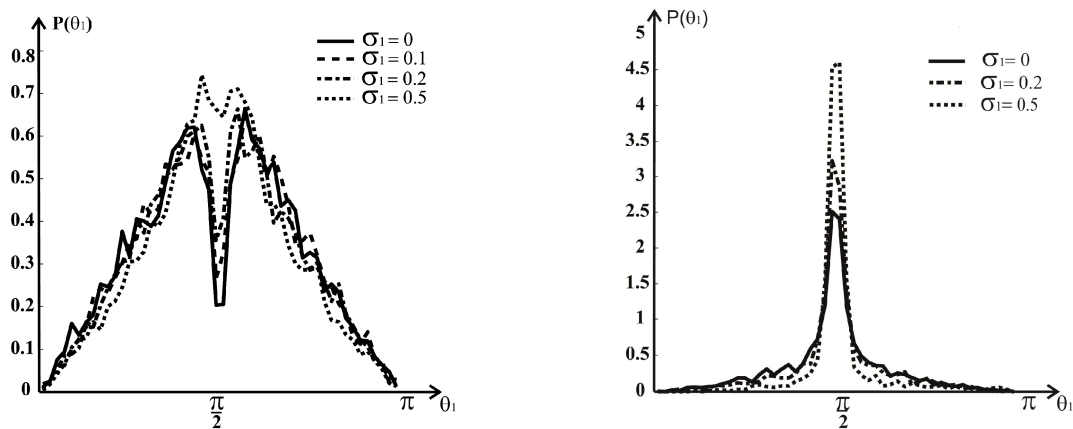 P(θ₁)
0.8
0.7
0.6
0.5
0.4
0.3
0.2
0.1
0
σ₁ = 0
σ₁ = 0.1
σ₁ = 0.2
σ₁ = 0.5
π/2
π
θ₁
P(θ₁)
5
4.5
4
3.5
3
2.5
2
1.5
1
0.5
0
σ₁= 0
σ₁= 0.2
σ₁= 0.5
π/2
π
θ₁